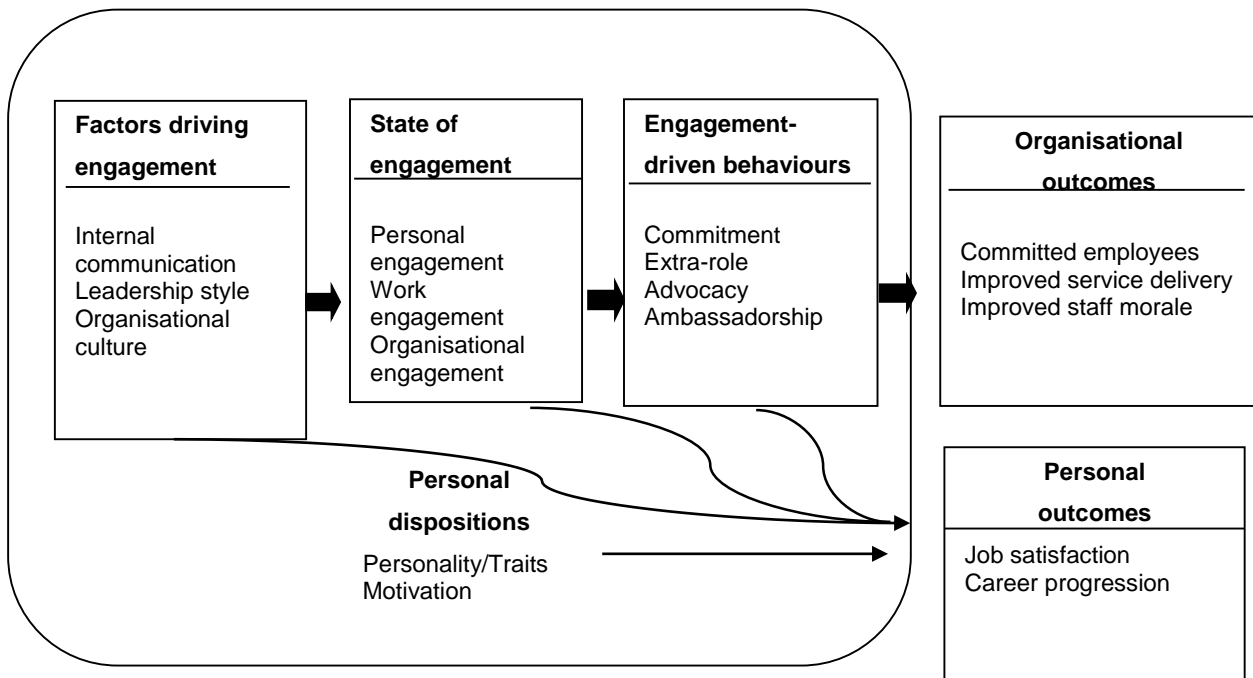 Factors driving
engagement
Internal
communication
Leadership style
Organisational
culture
State of
engagement
Personal
engagement
Work
engagement
Organisational
engagement
Engagement-
driven behaviours
Commitment
Extra-role
Advocacy
Ambassadorship
Organisational
outcomes
Committed employees
Improved service delivery
Improved staff morale
Personal
dispositions
Personality/Traits
Motivation
Personal
outcomes
Job satisfaction
Career progression